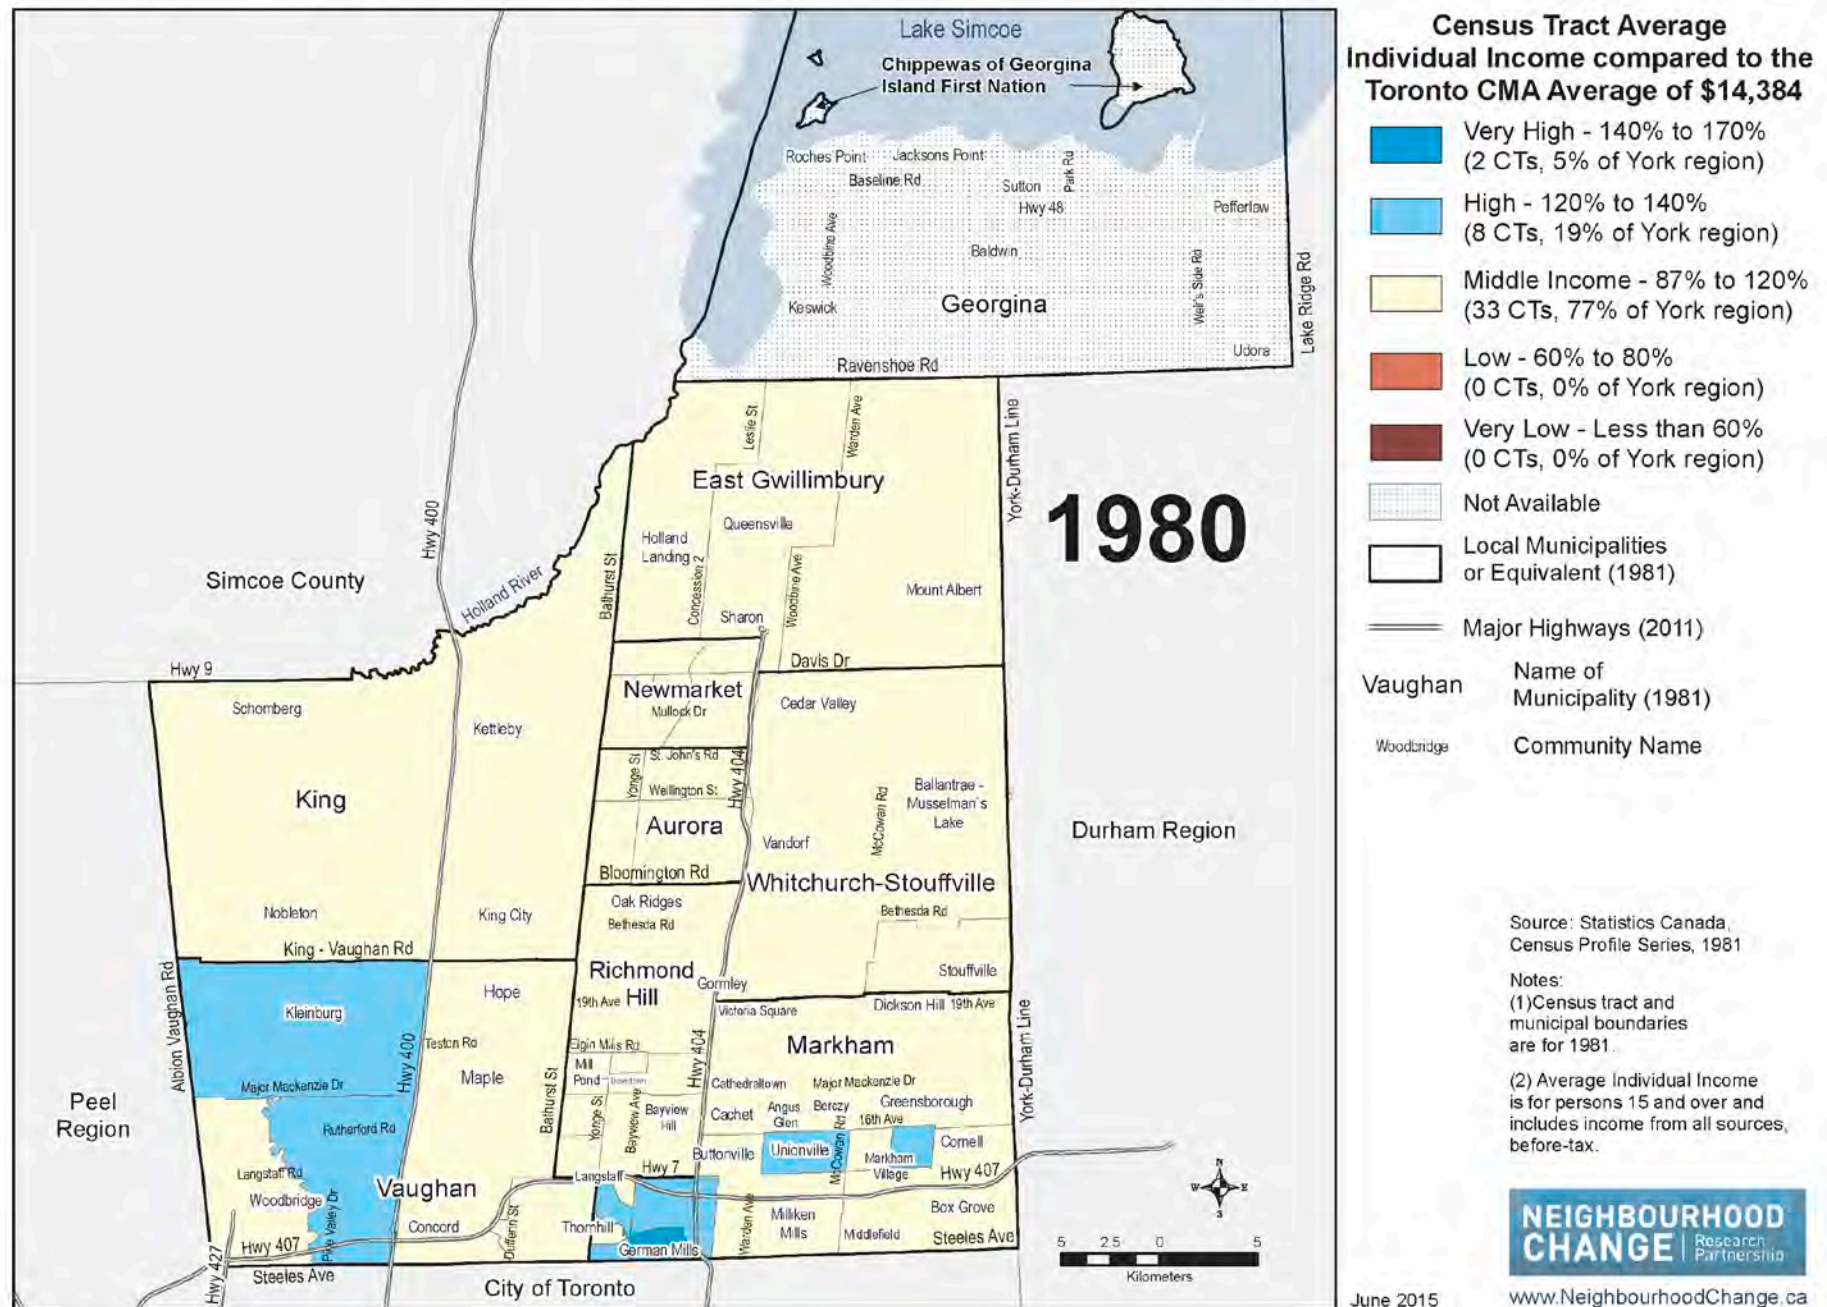 Lake Simcoe
Chippewas of Georgina
Island First Nation
Roches Point
Jacksons Point
Baseline Rd
Park Rd
Sutton
Hwy 48
Pefferlaw
Woodbine Ave
Baldwin
Weir's Side Rd
Lake Ridge Rd
Keswick
Georgina
Udora
Ravenshoe Rd
Leslie St
Warden Ave
York-Durham Line
East Gwillimbury
1980
Hwy 400
Queensville
Holland
Landing
Simcoe County
Holland River
Bathurst St
Concession 2
Woodbine Ave
Mount Albert
Sharon
Hwy 9
Davis Dr
Schomberg
Newmarket
Mullock Dr
Cedar Valley
Kettleby
St. John's Rd
Yonge St
Wellington St
Hwy 404
King
Aurora
McCowan Rd
Ballantrae -
Musselman's
Lake
Durham Region
Vandorf
Bloomington Rd
Whitchurch-Stouffville
Oak Ridges
Bethesda Rd
Bethesda Rd
Nobleton
King City
King - Vaughan Rd
Richmond
Hill
Gormley
Stouffville
Albion Vaughan Rd
Hope
19th Ave
Kleinburg
Victoria Square
Dickson Hill
19th Ave
Hwy 400
Teston Rd
Elgin Mills Rd
Hwy 404
Markham
York-Durham Line
Maple
Mill
Pond
Downtown
Cathedraltown
Major Mackenzie Dr
Major Mackenzie Dr
Peel
Region
Bathurst St
Yonge St
Bayview Ave
Bayview
Hill
Cachet
Angus
Glen
Berczy
Greensborough
16th Ave
Rutherford Rd
Buttonville
Unionville
McCowan Rd
Markham
Village
Cornell
Langstaff Rd
Langstaff
Hwy 7
Hwy 407
Woodbridge
Vaughan
Pine Valley Dr
Concord
Dufferin St
Thornhill
German Mills
Warden Ave
Milliken
Mills
Middlefield
Box Grove
Steeles Ave
Hwy 427
Hwy 407
Steeles Ave
City of Toronto
N
W
E
S
5
2.5
0
5
Kilometers
Census Tract Average
Individual Income compared to the
Toronto CMA Average of $14,384
Very High - 140% to 170%
(2 CTs, 5% of York region)
High - 120% to 140%
(8 CTs, 19% of York region)
Middle Income - 87% to 120%
(33 CTs, 77% of York region)
Low - 60% to 80%
(0 CTs, 0% of York region)
Very Low - Less than 60%
(0 CTs, 0% of York region)
Not Available
Local Municipalities
or Equivalent (1981)
Major Highways (2011)
Vaughan
Name of
Municipality (1981)
Woodbridge
Community Name
Source: Statistics Canada,
Census Profile Series, 1981
Notes:
(1)Census tract and
municipal boundaries
are for 1981.
(2) Average Individual Income
is for persons 15 and over and
includes income from all sources,
before-tax.
NEIGHBOURHOOD
CHANGE | Research
Partnership
June 2015
www.NeighbourhoodChange.ca